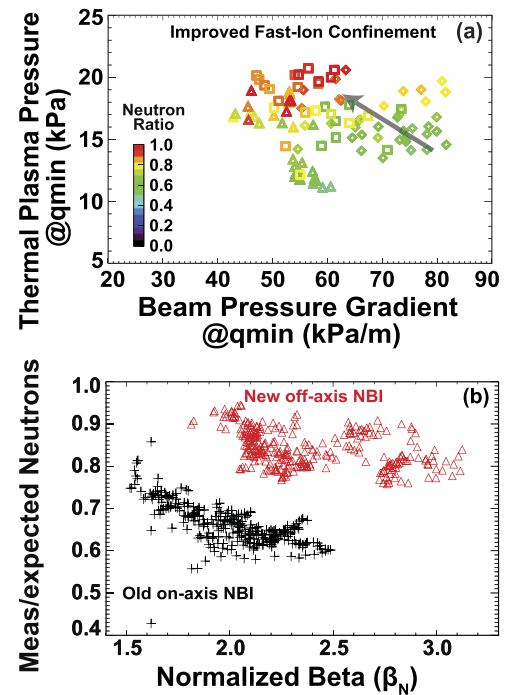 Improved Fast-Ion Confinement (a)
Thermal Plasma Pressure
@qmin (kPa)
25
20
15
10
5
Neutron
Ratio
1.0
0.8
0.6
0.4
0.2
0.0
20 30 40 50 60 70 80 90
Beam Pressure Gradient
@qmin (kPa/m)
Meas/expected Neutrons
1.0
0.9
0.8
0.7
0.6
0.5
0.4
New off-axis NBI
(b)
Old on-axis NBI
1.5 2.0 2.5 3.0
Normalized Beta (βN)